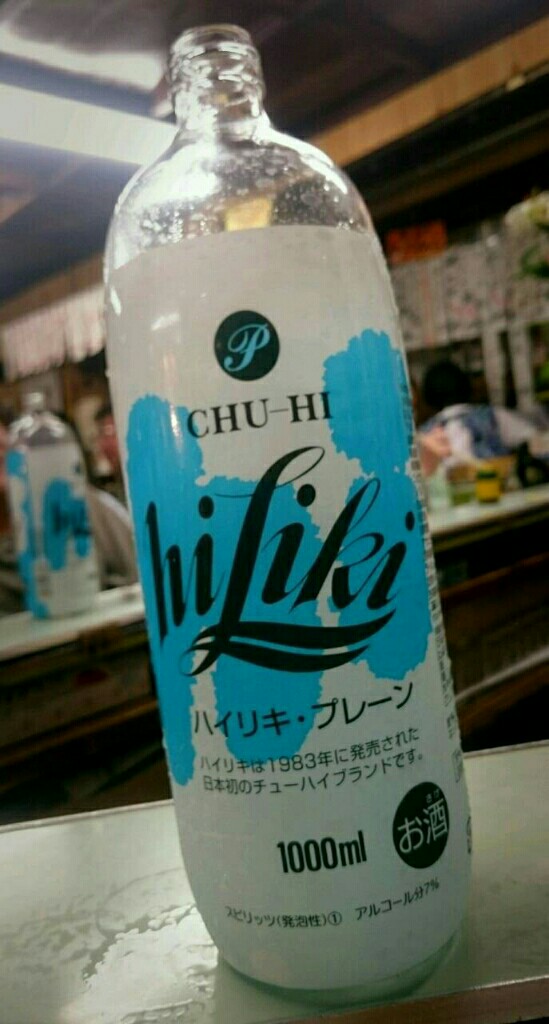 P
CHU-HI
hiLiki
ハイリキ・プレーン
ハイリキは1983年に発売された
日本初のチューハイブランドです。
1000ml
さけ
お酒
スピリッツ(発泡性)① アルコール分7%